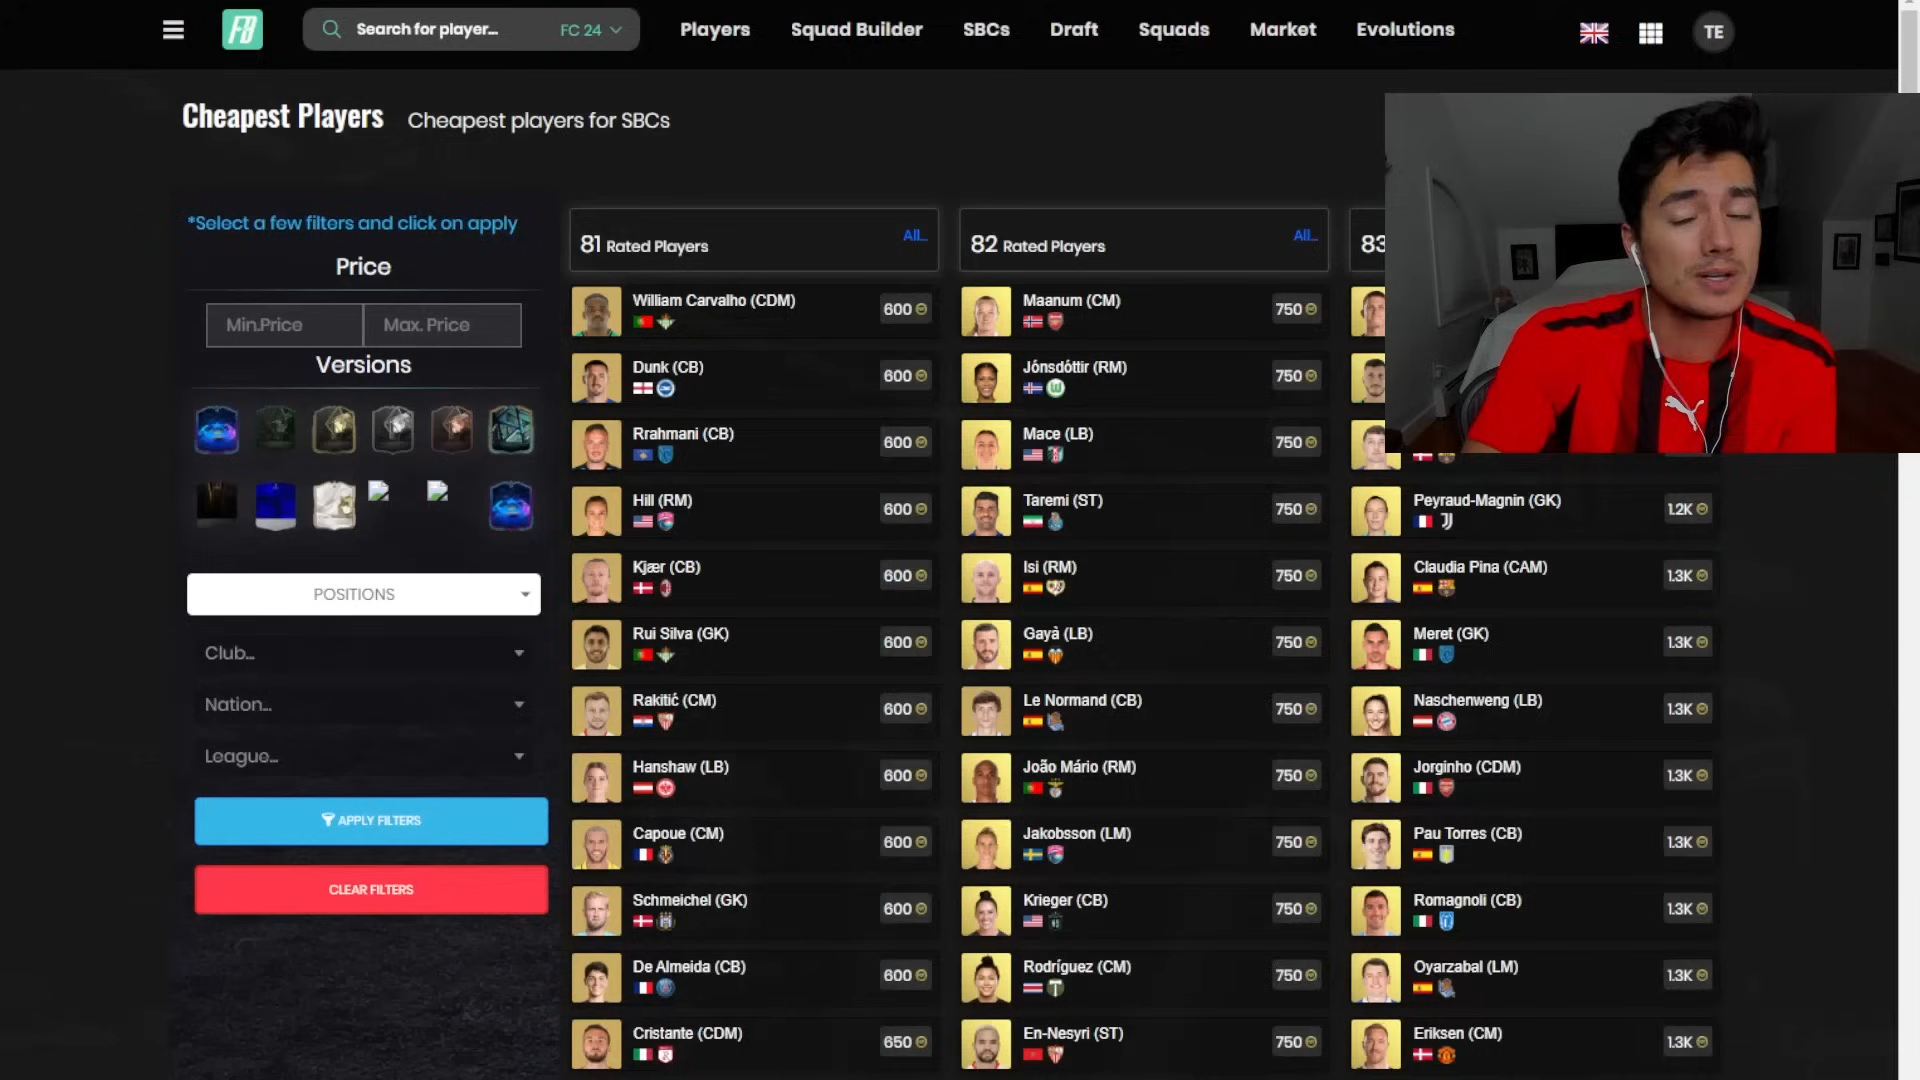 FB
Search for player...
FC 24
Players
Squad Builder
SBCs
Draft
Squads
Market
Evolutions
TE
Cheapest Players
Cheapest players for SBCs
*Select a few filters and click on apply
Price
Min.Price
Max. Price
Versions
POSITIONS
Club...
Nation...
League...
APPLY FILTERS
CLEAR FILTERS
81 Rated Players
All...
William Carvalho (CDM)
600
Dunk (CB)
600
Rrahmani (CB)
600
Hill (RM)
600
Kjær (CB)
600
Rui Silva (GK)
600
Rakitić (CM)
600
Hanshaw (LB)
600
Capoue (CM)
600
Schmeichel (GK)
600
De Almeida (CB)
600
Cristante (CDM)
650
82 Rated Players
All...
Maanum (CM)
750
Jónsdóttir (RM)
750
Mace (LB)
750
Taremi (ST)
750
Isi (RM)
750
Gayà (LB)
750
Le Normand (CB)
750
João Mário (RM)
750
Jakobsson (LM)
750
Krieger (CB)
750
Rodríguez (CM)
750
En-Nesyri (ST)
750
83
Peyraud-Magnin (GK)
1.2K
Claudia Pina (CAM)
1.3K
Meret (GK)
1.3K
Naschenweng (LB)
1.3K
Jorginho (CDM)
1.3K
Pau Torres (CB)
1.3K
Romagnoli (CB)
1.3K
Oyarzabal (LM)
1.3K
Eriksen (CM)
1.3K